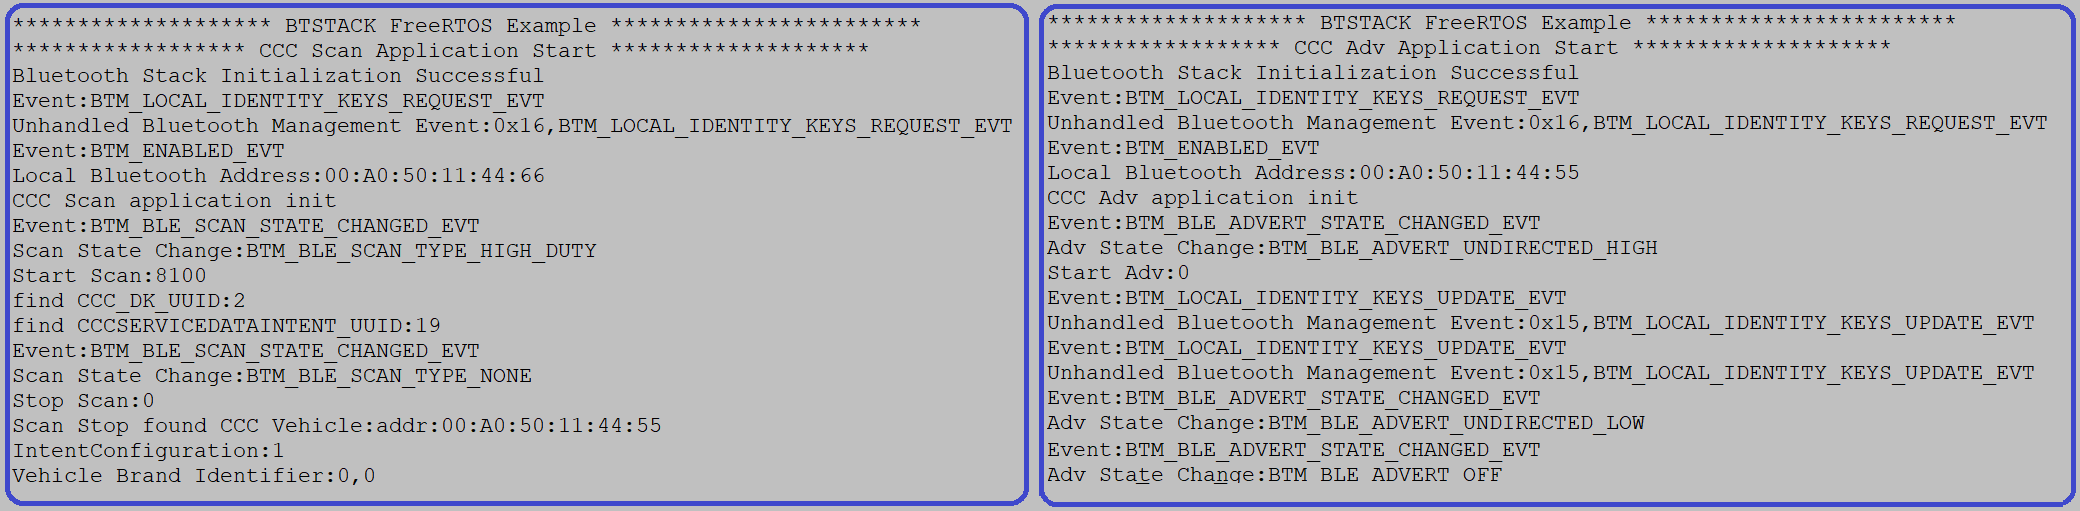 ******************** BTSTACK FreeRTOS Example ************************
****************** CCC Scan Application Start ********************
Bluetooth Stack Initialization Successful
Event:BTM_LOCAL_IDENTITY_KEYS_REQUEST_EVT
Unhandled Bluetooth Management Event:0x16,BTM_LOCAL_IDENTITY_KEYS_REQUEST_EVT
Event:BTM_ENABLED_EVT
Local Bluetooth Address:00:A0:50:11:44:66
CCC Scan application init
Event:BTM_BLE_SCAN_STATE_CHANGED_EVT
Scan State Change:BTM_BLE_SCAN_TYPE_HIGH_DUTY
Start Scan:8100
find CCC_DK_UUID:2
find CCCSERVICEDATAINTENT_UUID:19
Event:BTM_BLE_SCAN_STATE_CHANGED_EVT
Scan State Change:BTM_BLE_SCAN_TYPE_NONE
Stop Scan:0
Scan Stop found CCC Vehicle:addr:00:A0:50:11:44:55
IntentConfiguration:1
Vehicle Brand Identifier:0,0
******************** BTSTACK FreeRTOS Example ************************
****************** CCC Adv Application Start ********************
Bluetooth Stack Initialization Successful
Event:BTM_LOCAL_IDENTITY_KEYS_REQUEST_EVT
Unhandled Bluetooth Management Event:0x16,BTM_LOCAL_IDENTITY_KEYS_REQUEST_EVT
Event:BTM_ENABLED_EVT
Local Bluetooth Address:00:A0:50:11:44:55
CCC Adv application init
Event:BTM_BLE_ADVERT_STATE_CHANGED_EVT
Adv State Change:BTM_BLE_ADVERT_UNDIRECTED_HIGH
Start Adv:0
Event:BTM_LOCAL_IDENTITY_KEYS_UPDATE_EVT
Unhandled Bluetooth Management Event:0x15,BTM_LOCAL_IDENTITY_KEYS_UPDATE_EVT
Event:BTM_LOCAL_IDENTITY_KEYS_UPDATE_EVT
Unhandled Bluetooth Management Event:0x15,BTM_LOCAL_IDENTITY_KEYS_UPDATE_EVT
Event:BTM_BLE_ADVERT_STATE_CHANGED_EVT
Adv State Change:BTM_BLE_ADVERT_UNDIRECTED_LOW
Event:BTM_BLE_ADVERT_STATE_CHANGED_EVT
Adv State Change:BTM BLE ADVERT OFF